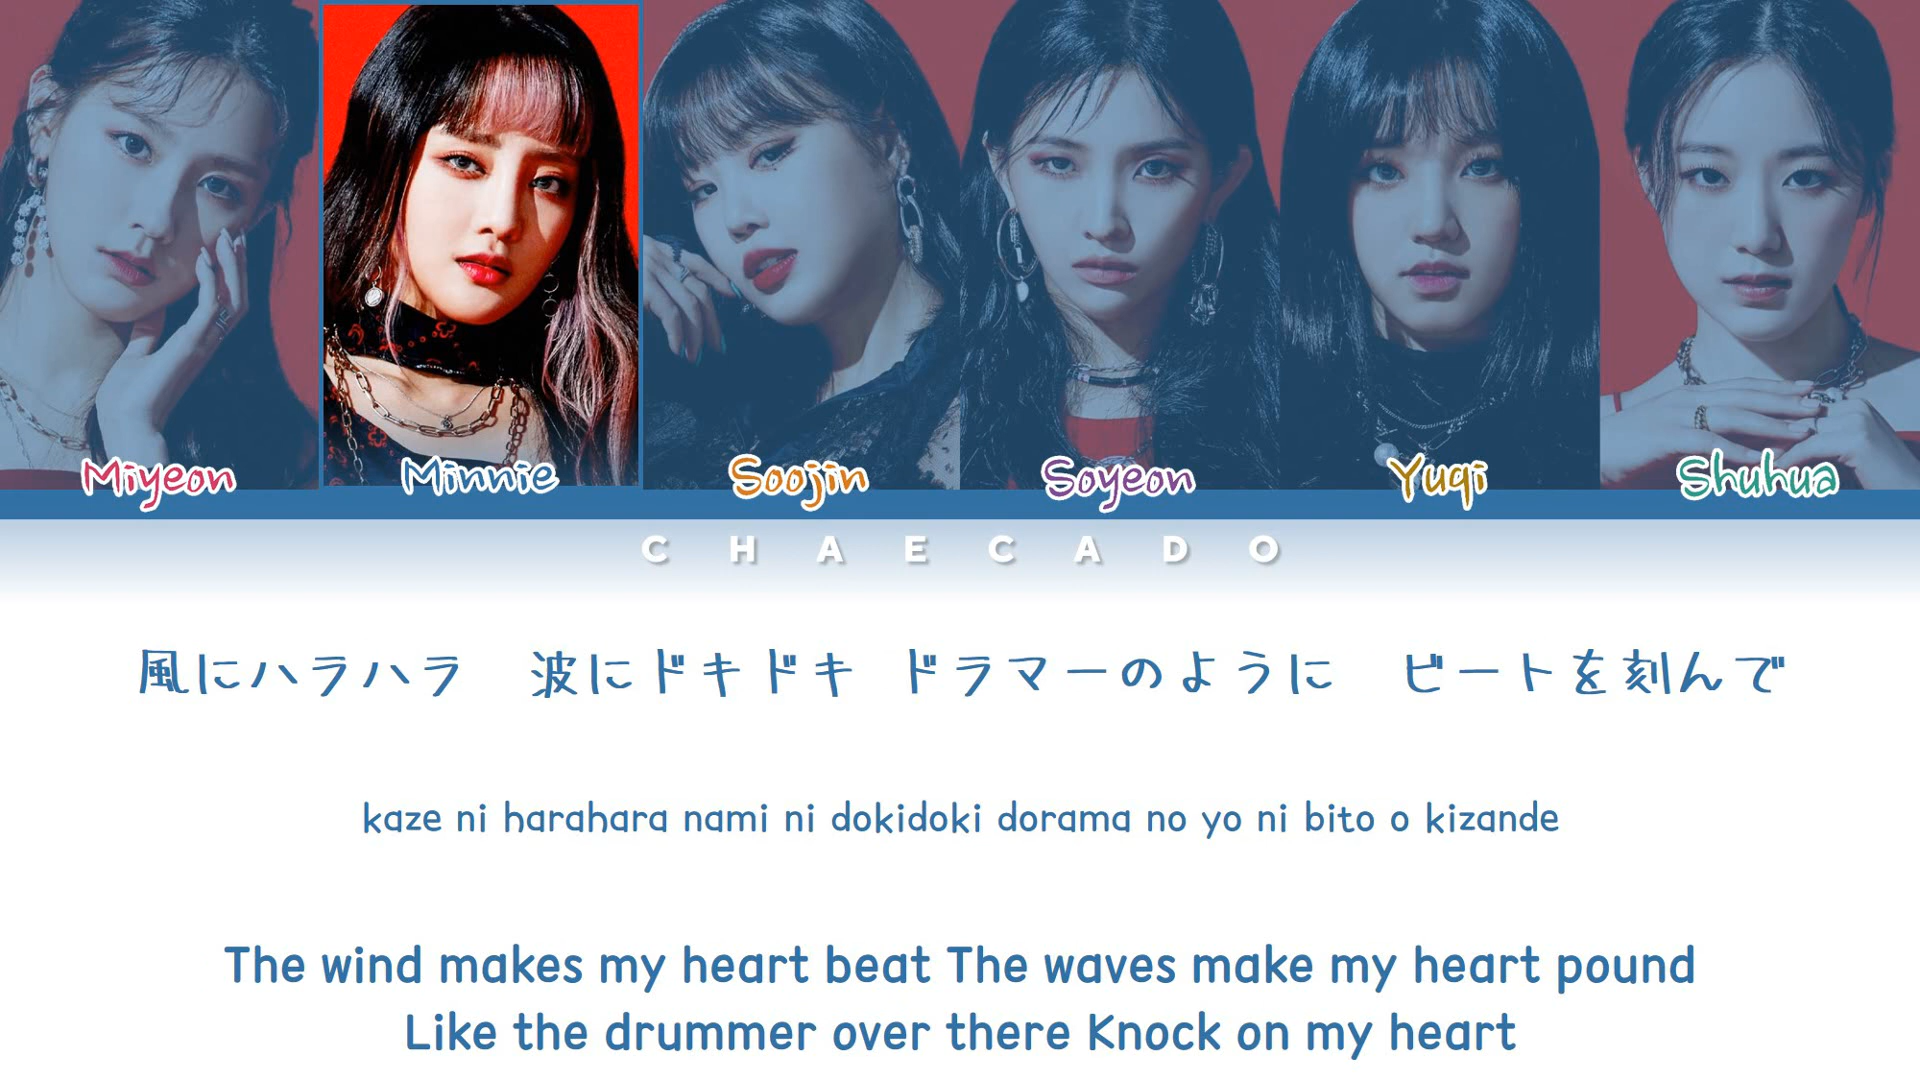 Miyeon Minnie Soojin Soyeon Yuqi Shuhua
CHAECADO
風にハラハラ　波にドキドキ　ドラマーのように　ビートを刻んで
kaze ni harahara nami ni dokidoki dorama no yo ni bito o kizande
The wind makes my heart beat The waves make my heart pound
Like the drummer over there Knock on my heart